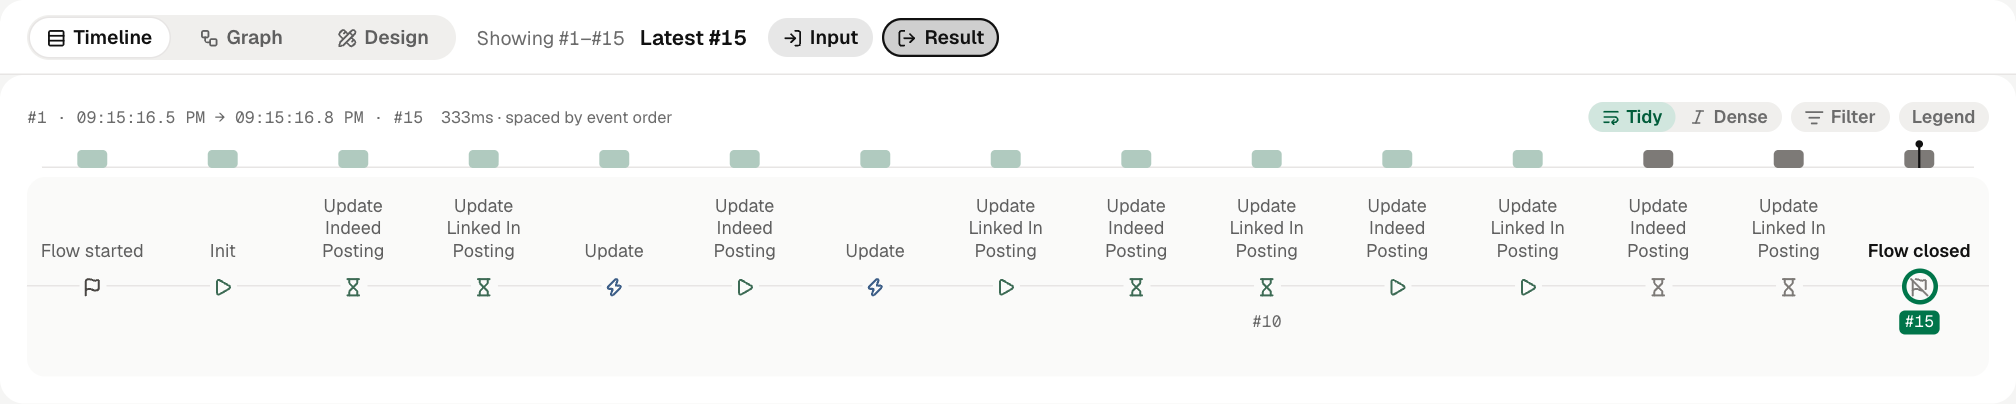 Timeline
Graph
Design
Showing #1–#15
Latest #15
Input
Result
#1 · 09:15:16.5 PM → 09:15:16.8 PM · #15
333ms · spaced by event order
Tidy
Dense
Filter
Legend
Flow started
Init
Update
Indeed
Posting
Update
Linked In
Posting
Update
Update
Indeed
Posting
Update
Update
Linked In
Posting
Update
Indeed
Posting
Update
Linked In
Posting
Update
Indeed
Posting
Update
Linked In
Posting
Update
Indeed
Posting
Update
Linked In
Posting
Flow closed
#10
#15